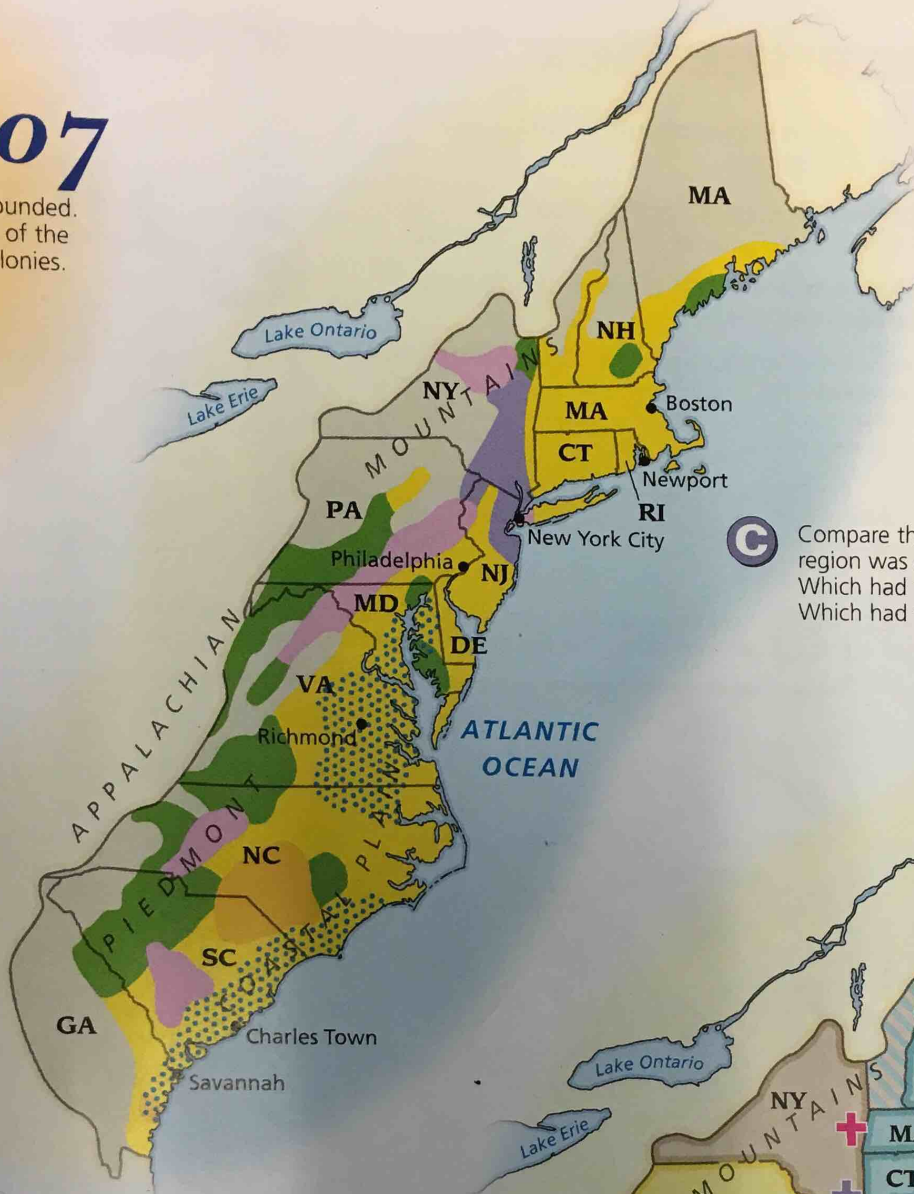 07
ounded.
of the
lonies.
MA
Lake Ontario
NH
NY
Lake Erie
MOUNTAINS
MA
Boston
CT
Newport
RI
PA
New York City
Philadelphia
NJ
C
Compare th
region was
Which had
Which had
MD
DE
APPALACHIAN
VA
Richmond
ATLANTIC
OCEAN
PIEDMONT
COASTAL PLAIN
NC
SC
GA
Charles Town
Savannah
Lake Ontario
NY
Lake Erie
MOUNTAINS
M
CT